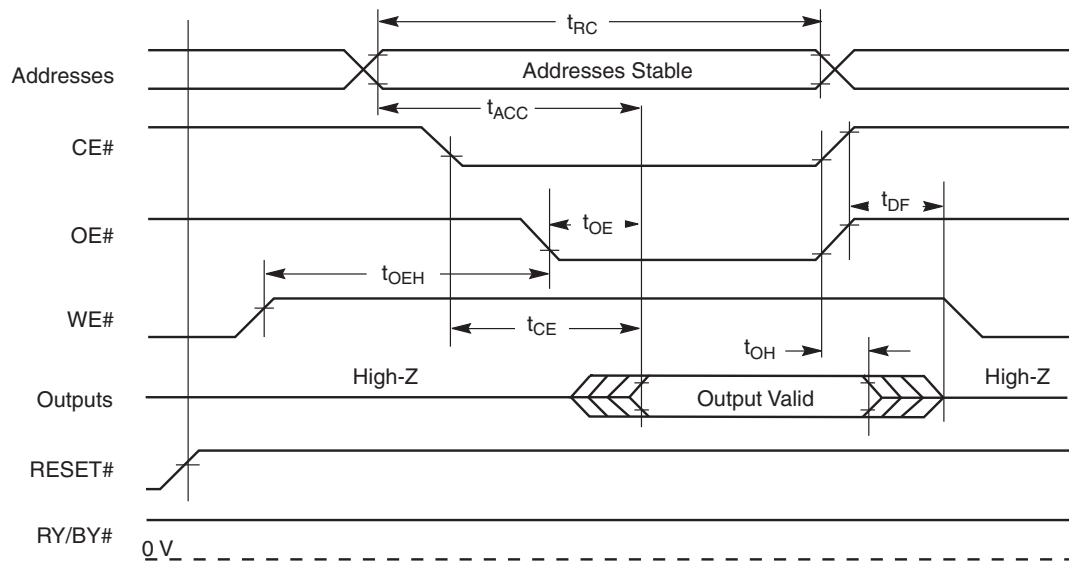 tRC
Addresses
Addresses Stable
tACC
CE#
tDF
OE#
tOE
tOEH
WE#
tCE
tOH
High-Z
High-Z
Outputs
Output Valid
RESET#
RY/BY#
0 V